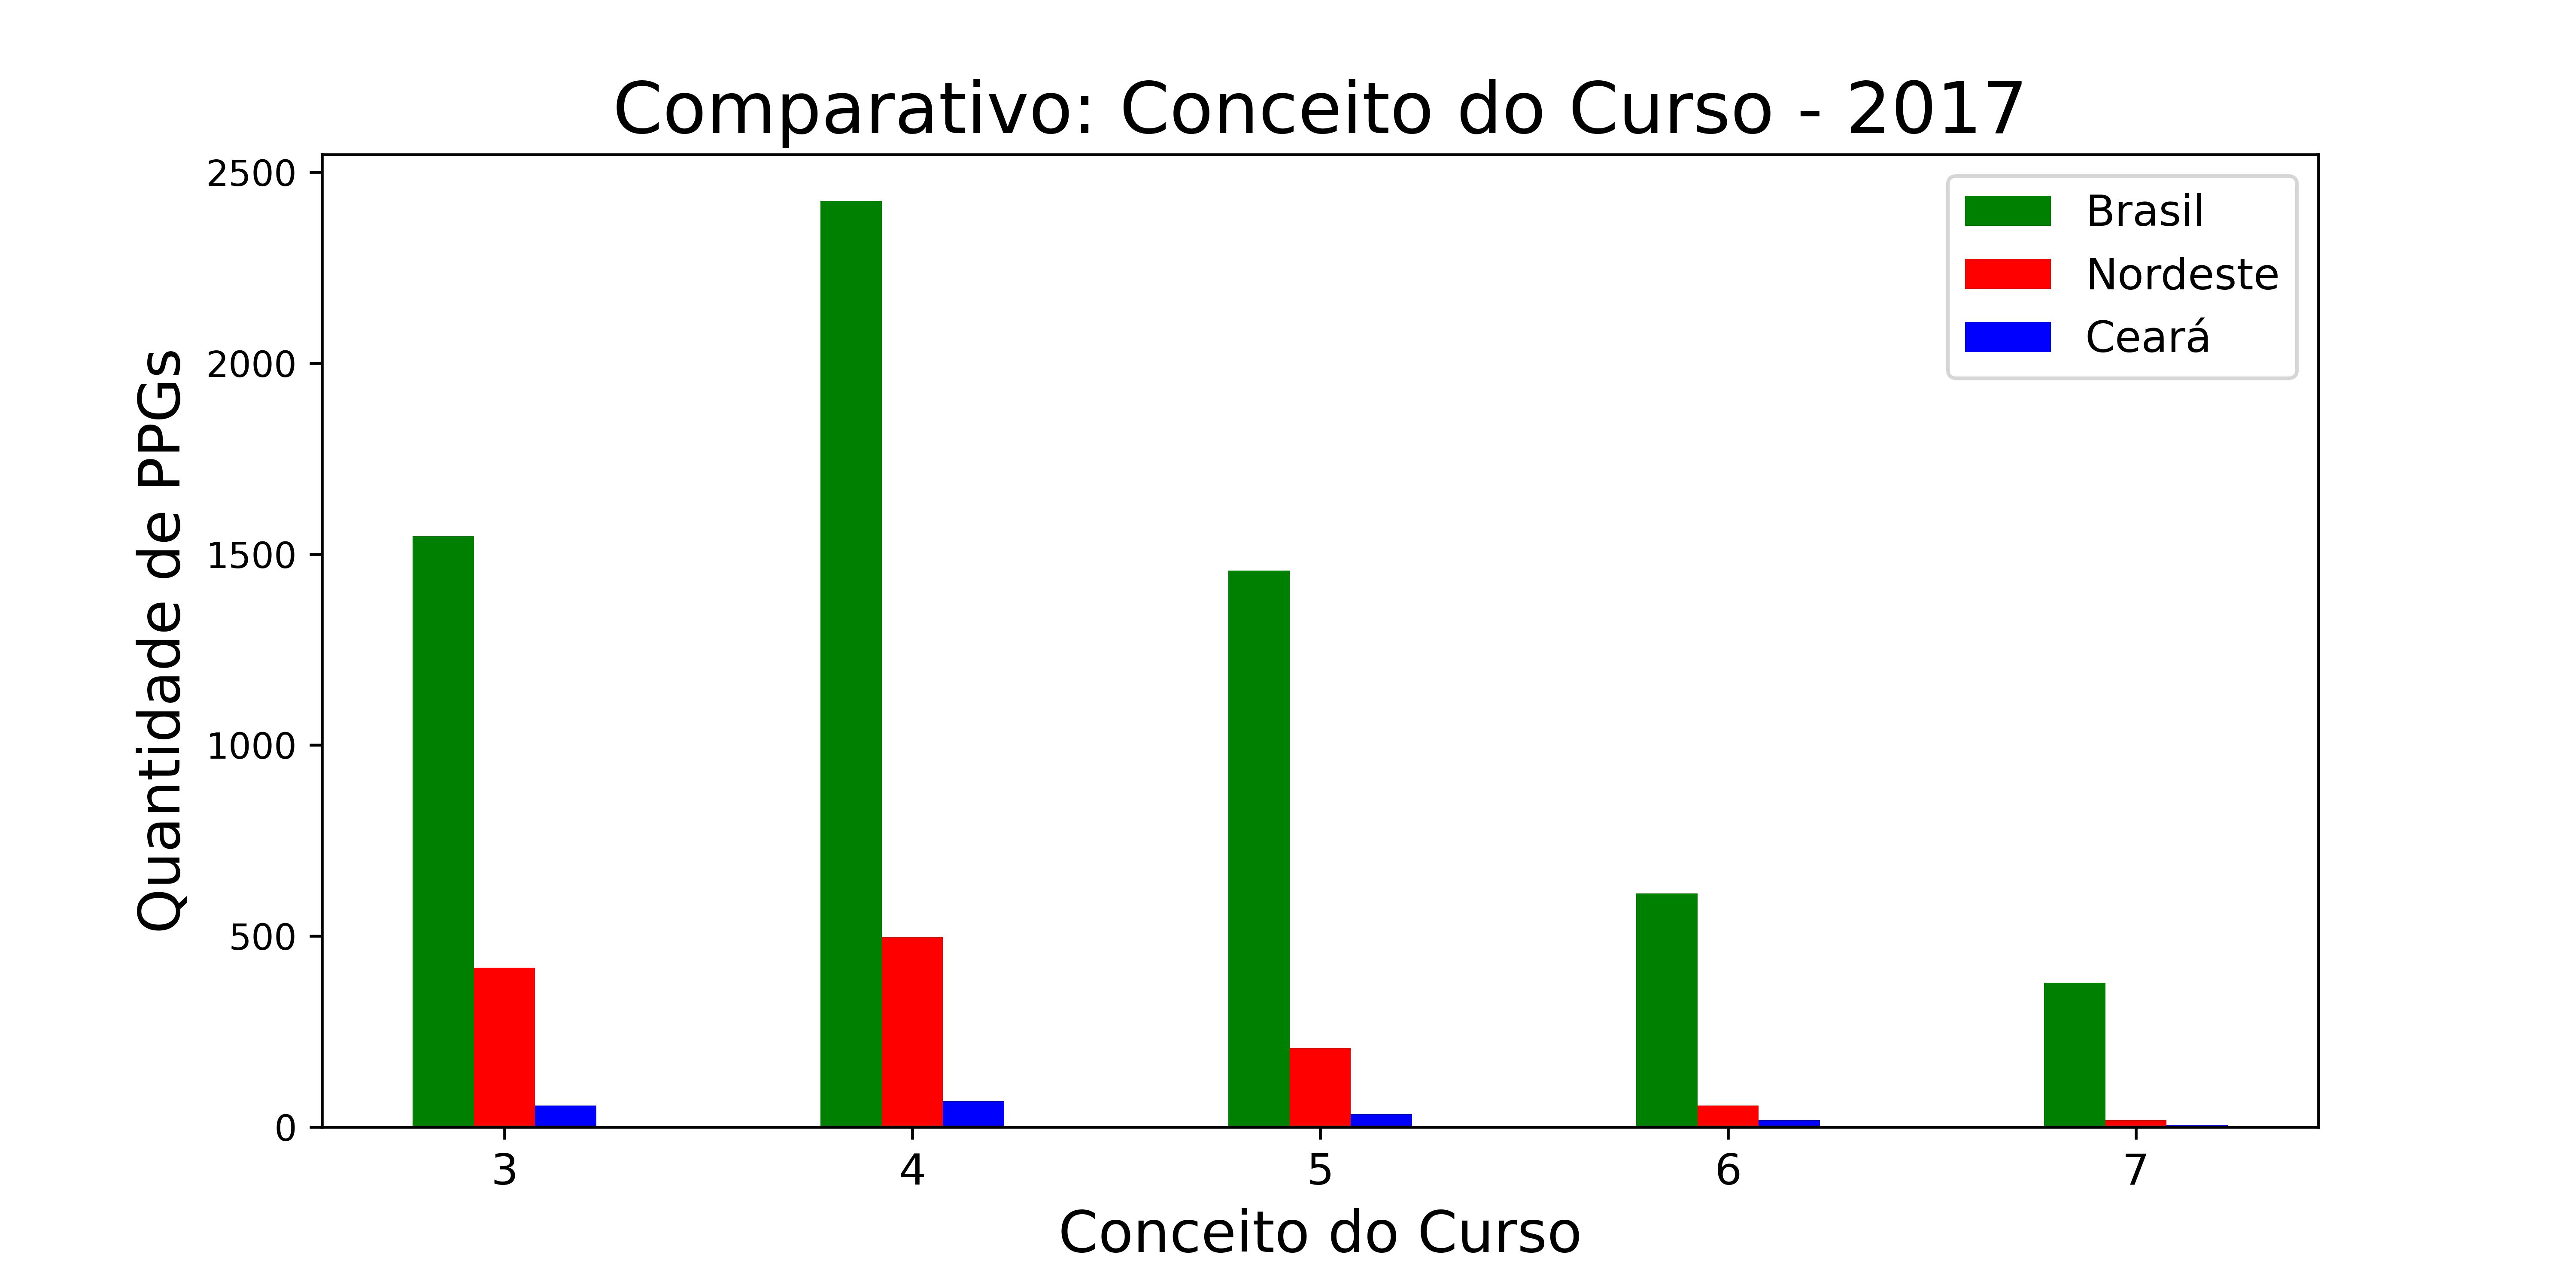 Comparativo: Conceito do Curso - 2017
2500
2000
1500
1000
500
0
Quantidade de PPGs
Brasil
Nordeste
Ceará
3 4 5 6 7
Conceito do Curso